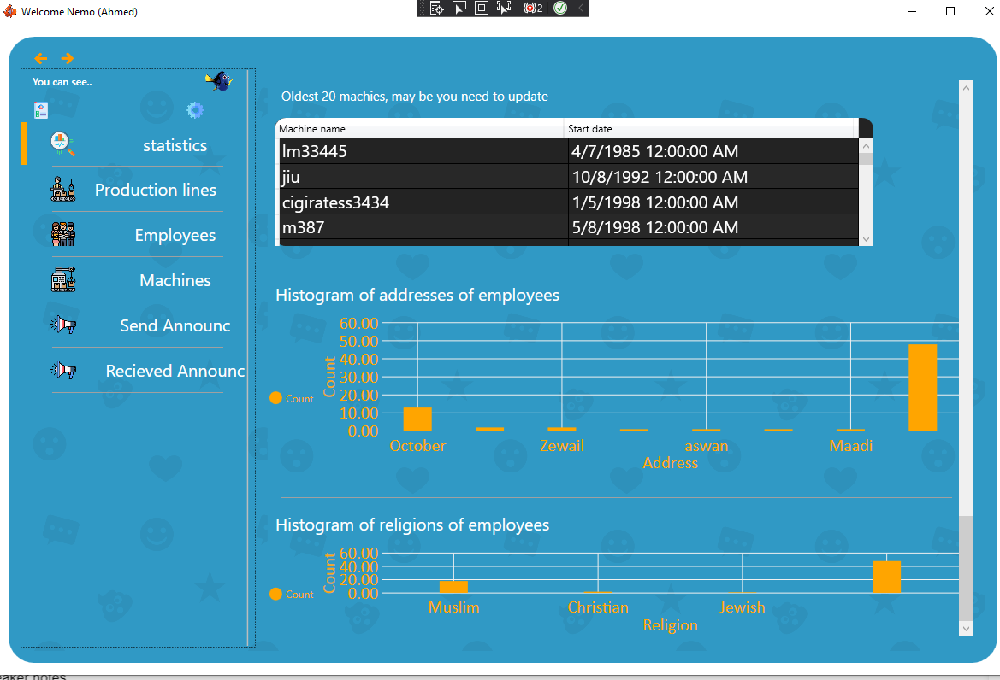 Welcome Nemo (Ahmed)
2
You can see..
statistics
Production lines
Employees
Machines
Send Announc
Recieved Announc
Oldest 20 machies, may be you need to update
Machine name Start date
lm33445 4/7/1985 12:00:00 AM
jiu 10/8/1992 12:00:00 AM
cigiratess3434 1/5/1998 12:00:00 AM
m387 5/8/1998 12:00:00 AM
Histogram of addresses of employees
60.00
50.00
40.00
30.00
20.00
10.00
0.00
Count
Count
October Zewail aswan Maadi
Address
Histogram of religions of employees
60.00
40.00
20.00
0.00
Count
Count
Muslim Christian Jewish
Religion